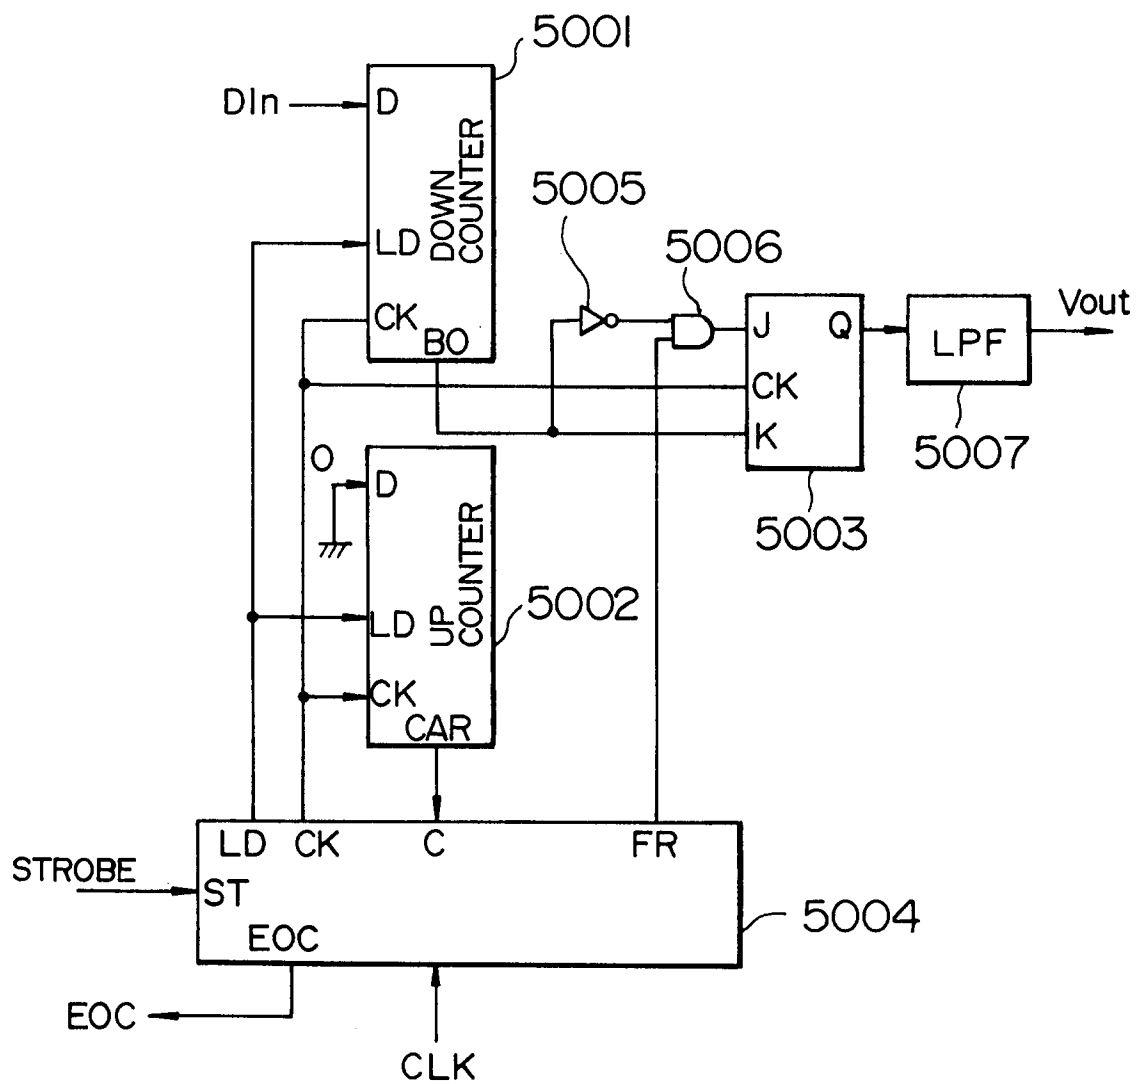 5001
DIn
D
DOWN
COUNTER
LD
CK
BO
5005
5006
J
Q
CK
K
LPF
Vout
5007
5003
0
D
UP
COUNTER
LD
5002
CK
CAR
LD
CK
C
FR
STROBE
ST
5004
EOC
EOC
CLK